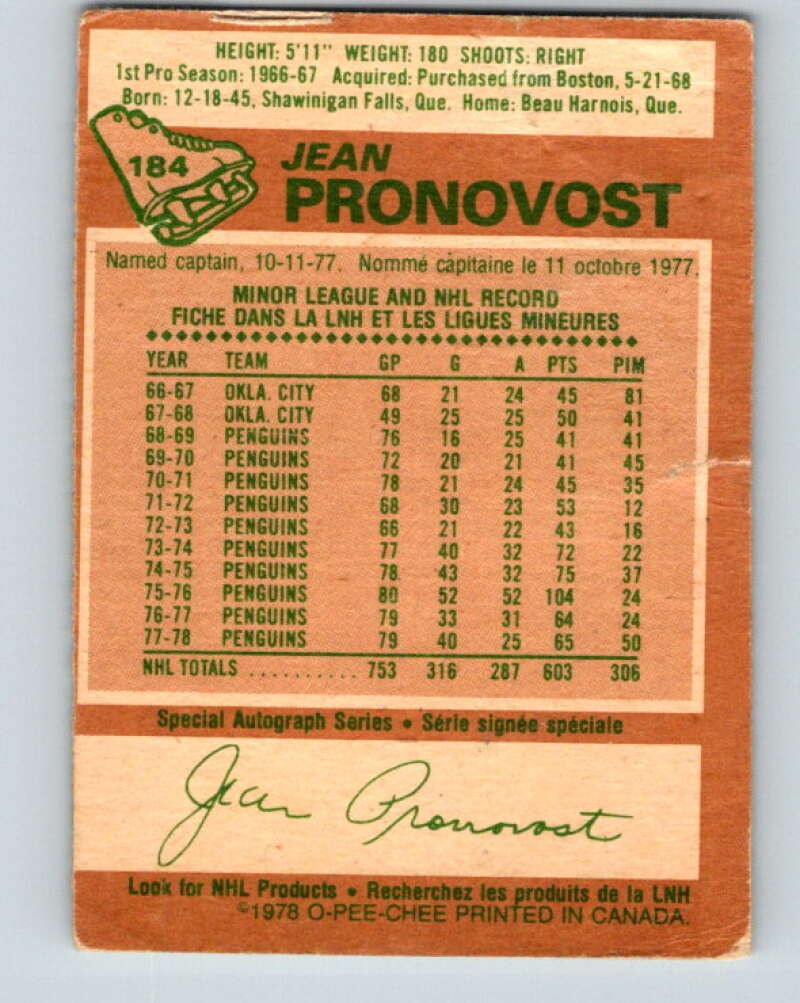 HEIGHT: 5'11" WEIGHT: 180 SHOOTS: RIGHT
1st Pro Season: 1966-67 Acquired: Purchased from Boston, 5-21-68
Born: 12-18-45, Shawinigan Falls, Que. Home: Beau Harnois, Que.
184
JEAN
PRONOVOST
Named captain, 10-11-77. Nommé capitaine le 11 octobre 1977.
MINOR LEAGUE AND NHL RECORD
FICHE DANS LA LNH ET LES LIGUES MINEURES
YEAR TEAM GP G A PTS PIM
66-67 OKLA. CITY 68 21 24 45 81
67-68 OKLA. CITY 49 25 25 50 41
68-69 PENGUINS 76 16 25 41 41
69-70 PENGUINS 72 20 21 41 45
70-71 PENGUINS 78 21 24 45 35
71-72 PENGUINS 68 30 23 53 12
72-73 PENGUINS 66 21 22 43 16
73-74 PENGUINS 77 40 32 72 22
74-75 PENGUINS 78 43 32 75 37
75-76 PENGUINS 80 52 52 104 24
76-77 PENGUINS 79 33 31 64 24
77-78 PENGUINS 79 40 25 65 50
NHL TOTALS .......... 753 316 287 603 306
Special Autograph Series • Série signée spéciale
Jean Pronovost
Look for NHL Products • Recherchez les produits de la LNH
©1978 O-PEE-CHEE PRINTED IN CANADA.